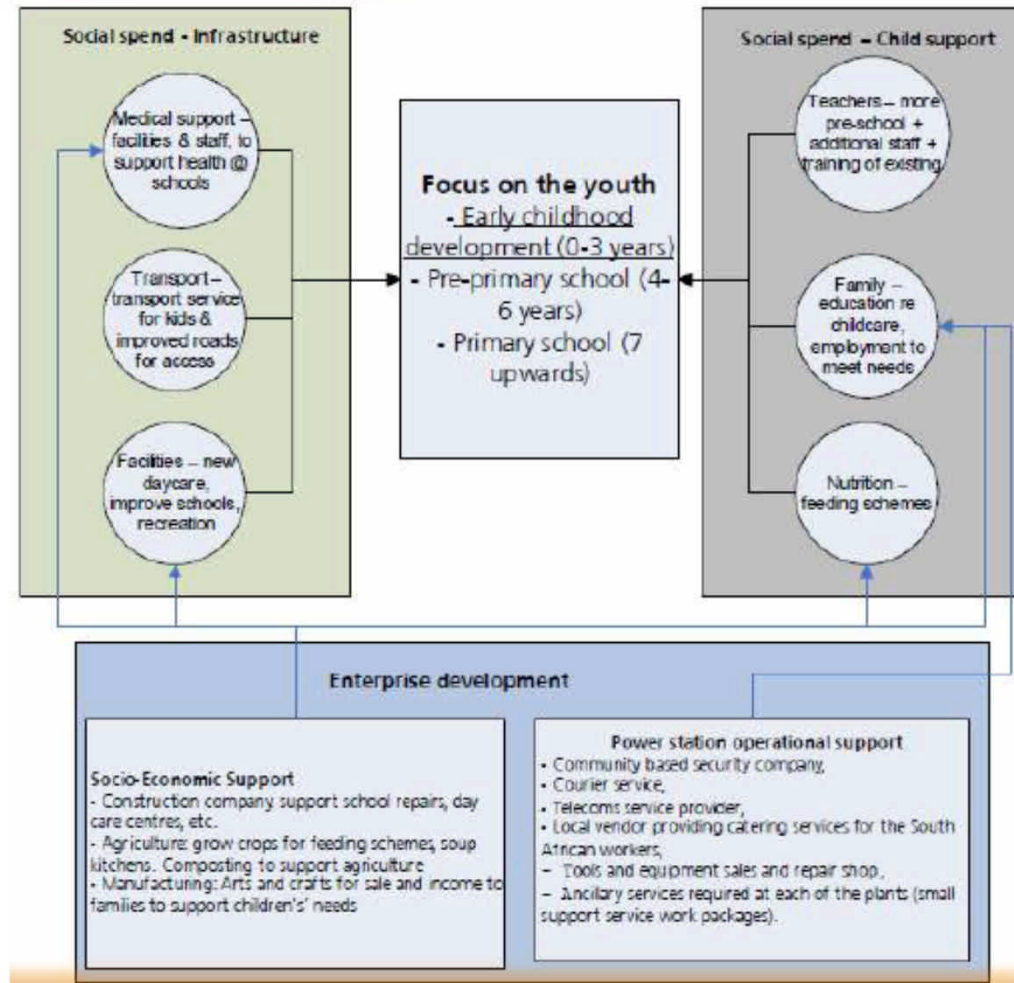 Social spend - Infrastructure
Medical support –
facilities & staff, to
support health @
schools
Transport –
transport service
for kids &
improved roads
for access
Facilities – new
daycare,
improve schools,
recreation
Focus on the youth
- Early childhood
development (0-3 years)
- Pre-primary school (4-
6 years)
- Primary school (7
upwards)
Social spend – Child support
Teachers – more
pre-school +
additional staff +
training of existing
Family –
education re
childcare,
employment to
meet needs
Nutrition –
feeding schemes
Enterprise development
Socio-Economic Support
- Construction company support school repairs, day
care centres, etc.
- Agriculture: grow crops for feeding schemes, soup
kitchens. Composting to support agriculture
- Manufacturing: Arts and crafts for sale and income to
families to support children's' needs
Power station operational support
• Community based security company,
• Courier service,
• Telecoms service provider,
• Local vendor providing catering services for the South
African workers,
– Tools and equipment sales and repair shop,
– Ancillary services required at each of the plants (small
support service work packages).